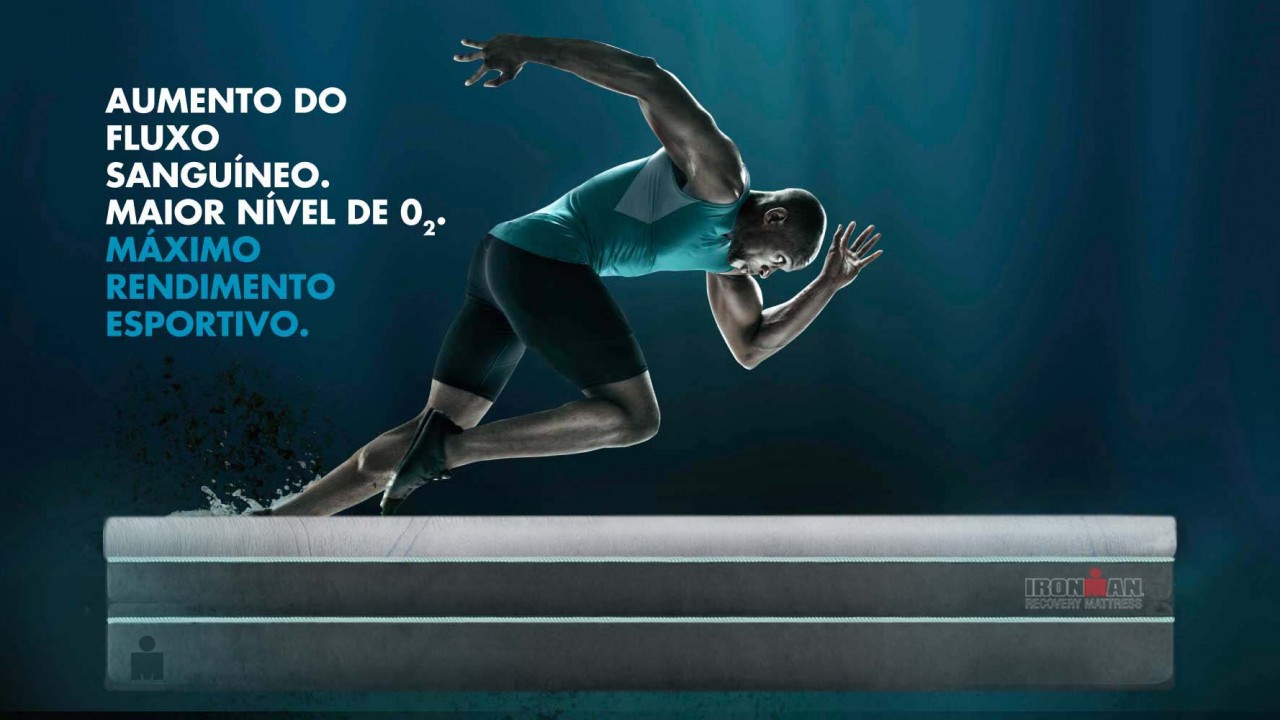 AUMENTO DO
FLUXO
SANGUÍNEO.
MAIOR NÍVEL DE 0₂.
MÁXIMO
RENDIMENTO
ESPORTIVO.
IRONMAN
RECOVERY MATTRESS